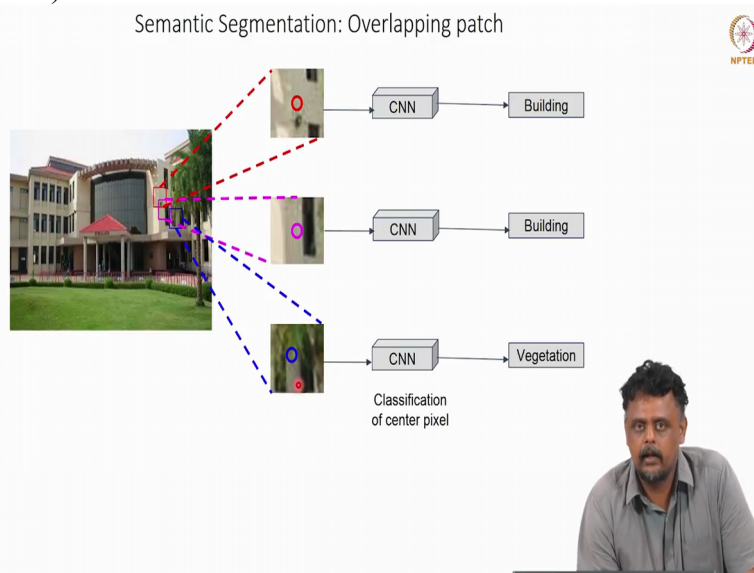 Semantic Segmentation: Overlapping patch
NPTEL
CNN
Building
CNN
Building
CNN
Vegetation
Classification
of center pixel